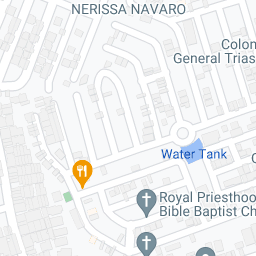 NERISSA NAVARO
Colon
General Trias
Water Tank
Royal Priesthoo
Bible Baptist Ch